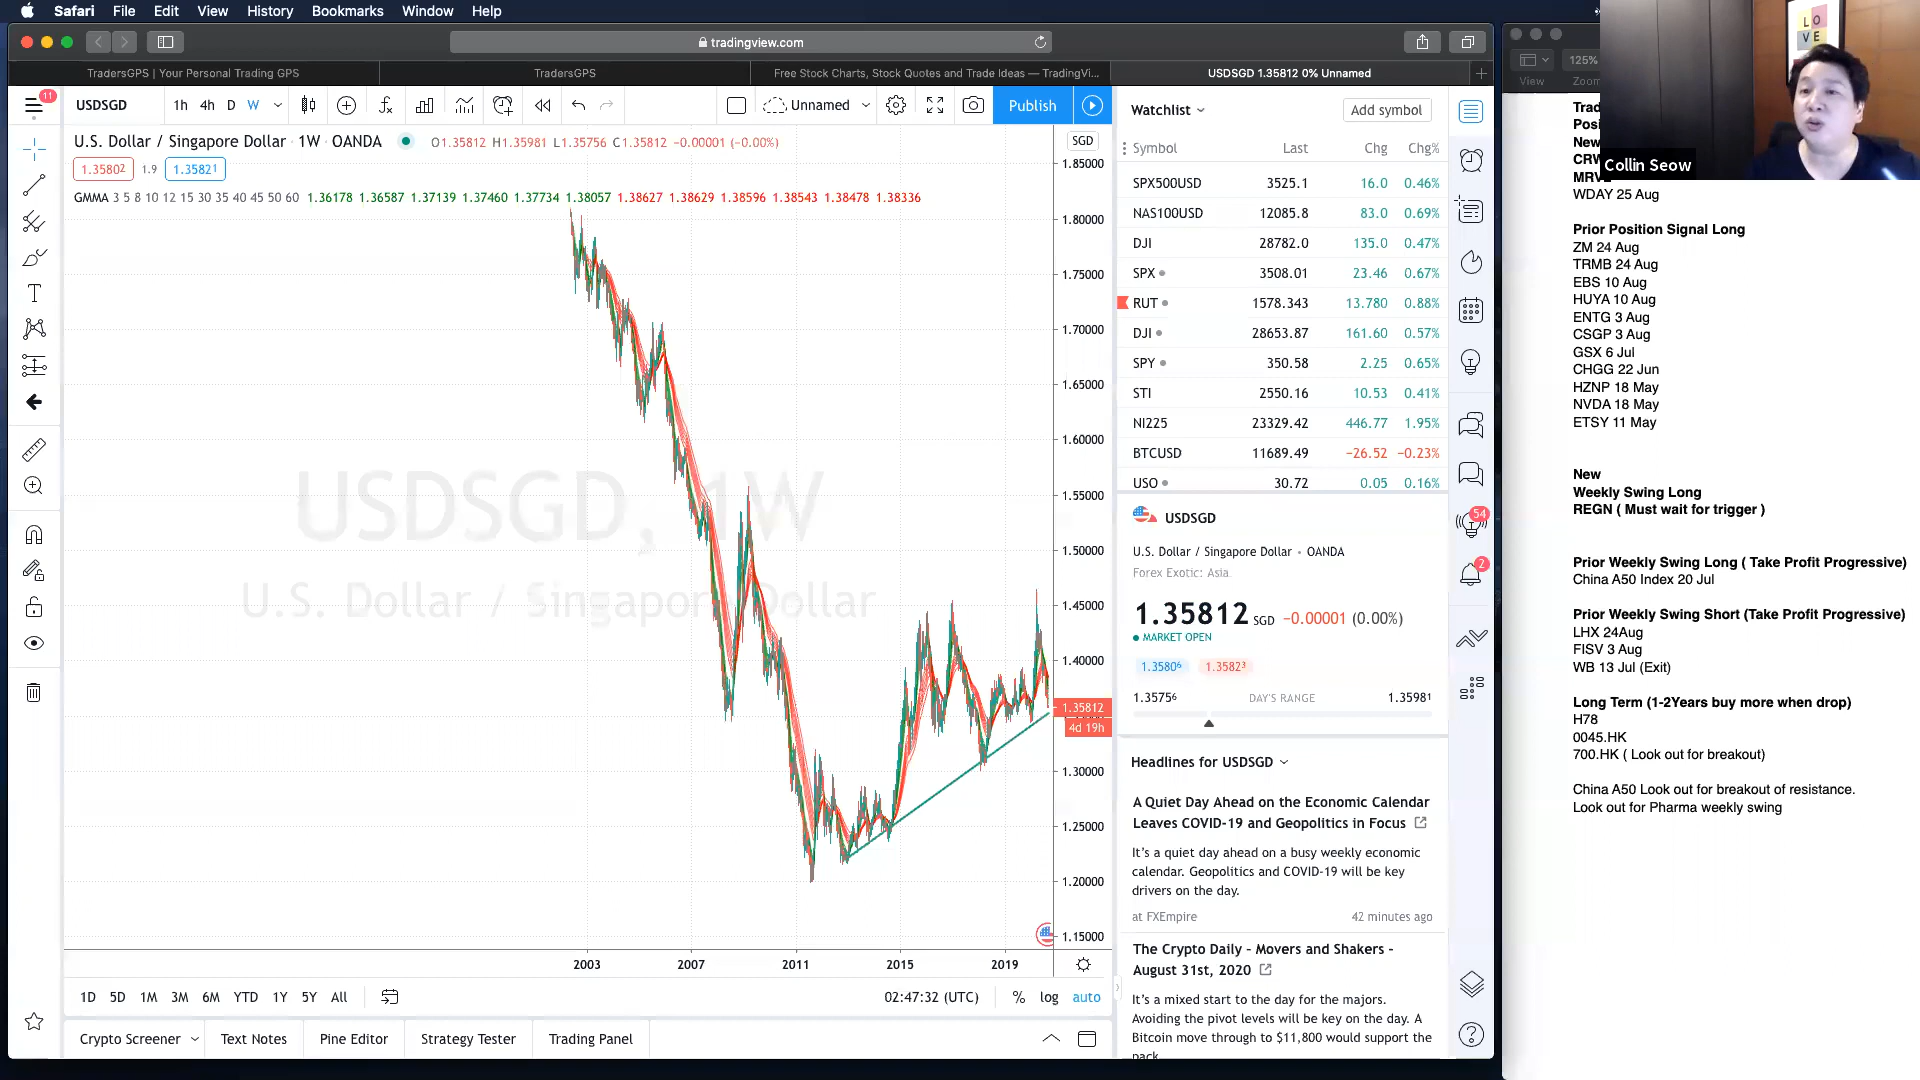 Safari File Edit View History Bookmarks Window Help
tradingview.com
TradersGPS | Your Personal Trading GPS
TradersGPS
Free Stock Charts, Stock Quotes and Trade Ideas — TradingVi...
USDSGD 1.35812 0% Unnamed
11
USDSGD
1h 4h D W
Unnamed
Publish
U.S. Dollar / Singapore Dollar · 1W · OANDA
O1.35812 H1.35981 L1.35756 C1.35812 −0.00001 (−0.00%)
1.35802 1.9 1.35821
GMMA 3 5 8 10 12 15 30 35 40 45 50 60 1.36178 1.36587 1.37139 1.37460 1.37734 1.38057 1.38627 1.38629 1.38596 1.38543 1.38478 1.38336
USDSGD, 1W
U.S. Dollar / Singapore Dollar
SGD
1.85000
1.80000
1.75000
1.70000
1.65000
1.60000
1.55000
1.50000
1.45000
1.40000
1.35812
4d 19h
1.30000
1.25000
1.20000
1.15000
2003 2007 2011 2015 2019
1D 5D 1M 3M 6M YTD 1Y 5Y All
02:47:32 (UTC) % log auto
Crypto Screener Text Notes Pine Editor Strategy Tester Trading Panel
Watchlist Add symbol
Symbol Last Chg Chg%
SPX500USD 3525.1 16.0 0.46%
NAS100USD 12085.8 83.0 0.69%
DJI 28782.0 135.0 0.47%
SPX 3508.01 23.46 0.67%
RUT 1578.343 13.780 0.88%
DJI 28653.87 161.60 0.57%
SPY 350.58 2.25 0.65%
STI 2550.16 10.53 0.41%
NI225 23329.42 446.77 1.95%
BTCUSD 11689.49 −26.52 −0.23%
USO 30.72 0.05 0.16%
USDSGD
U.S. Dollar / Singapore Dollar • OANDA
Forex Exotic: Asia
1.35812 SGD −0.00001 (0.00%)
MARKET OPEN
1.35806 1.35823
1.35756 DAY'S RANGE 1.35981
Headlines for USDSGD
A Quiet Day Ahead on the Economic Calendar
Leaves COVID-19 and Geopolitics in Focus
It's a quiet day ahead on a busy weekly economic
calendar. Geopolitics and COVID-19 will be key
drivers on the day.
at FXEmpire 42 minutes ago
The Crypto Daily - Movers and Shakers -
August 31st, 2020
It's a mixed start to the day for the majors.
Avoiding the pivot levels will be key on the day. A
Bitcoin move through to $11,800 would support the
pack
54
2
125%
View Zoom
LOVE
Collin Seow
WDAY 25 Aug
Prior Position Signal Long
ZM 24 Aug
TRMB 24 Aug
EBS 10 Aug
HUYA 10 Aug
ENTG 3 Aug
CSGP 3 Aug
GSX 6 Jul
CHGG 22 Jun
HZNP 18 May
NVDA 18 May
ETSY 11 May
New
Weekly Swing Long
REGN ( Must wait for trigger )
Prior Weekly Swing Long ( Take Profit Progressive)
China A50 Index 20 Jul
Prior Weekly Swing Short (Take Profit Progressive)
LHX 24Aug
FISV 3 Aug
WB 13 Jul (Exit)
Long Term (1-2Years buy more when drop)
H78
0045.HK
700.HK ( Look out for breakout)
China A50 Look out for breakout of resistance.
Look out for Pharma weekly swing